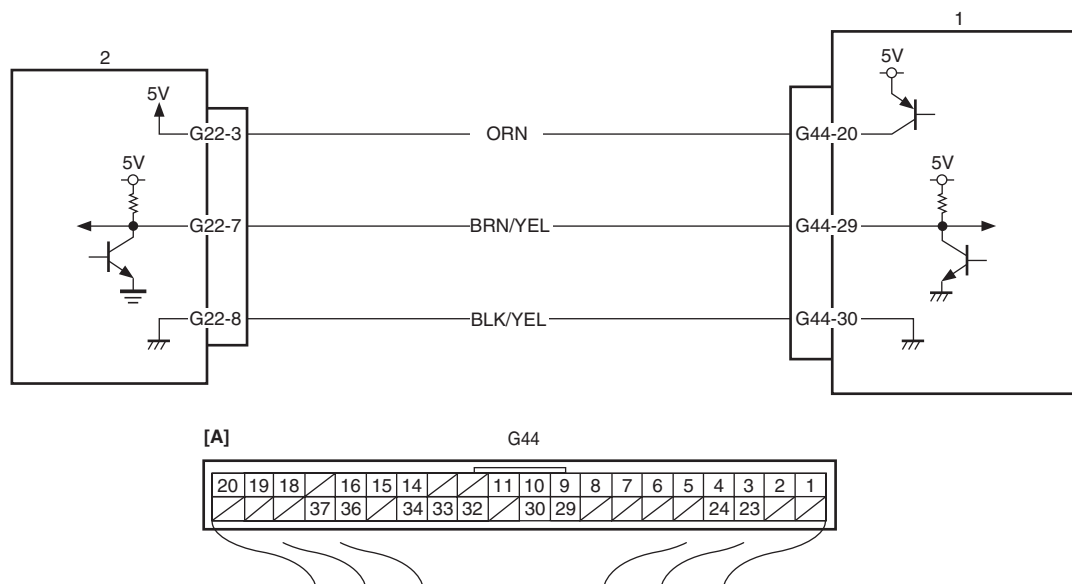 1
2
5V
5V
G22-3 ORN G44-20
5V
5V
G22-7 BRN/YEL G44-29
G22-8 BLK/YEL G44-30
[A] G44
20 19 18 16 15 14 11 10 9 8 7 6 5 4 3 2 1
37 36 34 33 32 30 29 24 23